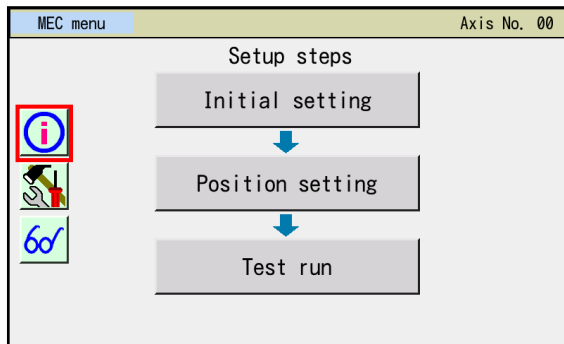 MEC menu Axis No. 00
Setup steps
Initial setting
i
Position setting
Test run